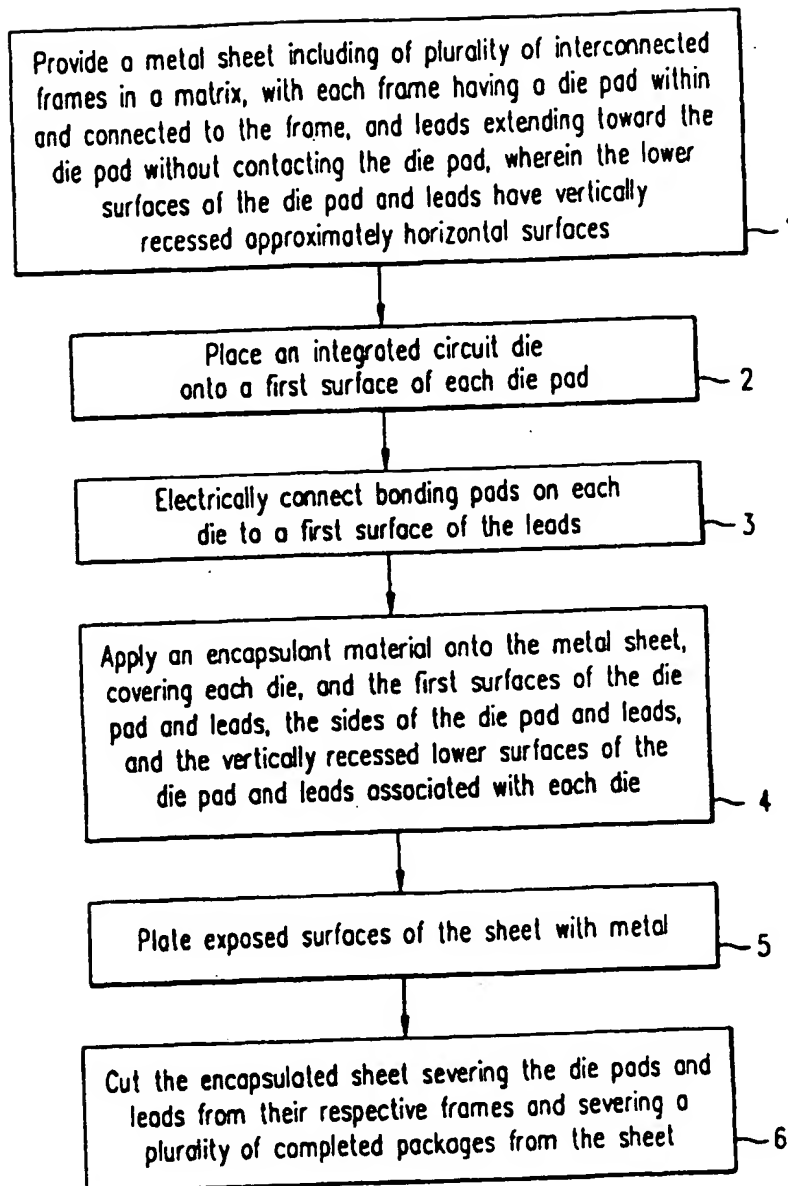 Provide a metal sheet including of plurality of interconnected
frames in a matrix, with each frame having a die pad within
and connected to the frame, and leads extending toward the
die pad without contacting the die pad, wherein the lower
surfaces of the die pad and leads have vertically
recessed approximately horizontal surfaces
Place an integrated circuit die
onto a first surface of each die pad
2
Electrically connect bonding pads on each
die to a first surface of the leads
3
Apply an encapsulant material onto the metal sheet,
covering each die, and the first surfaces of the die
pad and leads, the sides of the die pad and leads,
and the vertically recessed lower surfaces of the
die pad and leads associated with each die
4
Plate exposed surfaces of the sheet with metal
5
Cut the encapsulated sheet severing the die pads and
leads from their respective frames and severing a
plurality of completed packages from the sheet
6